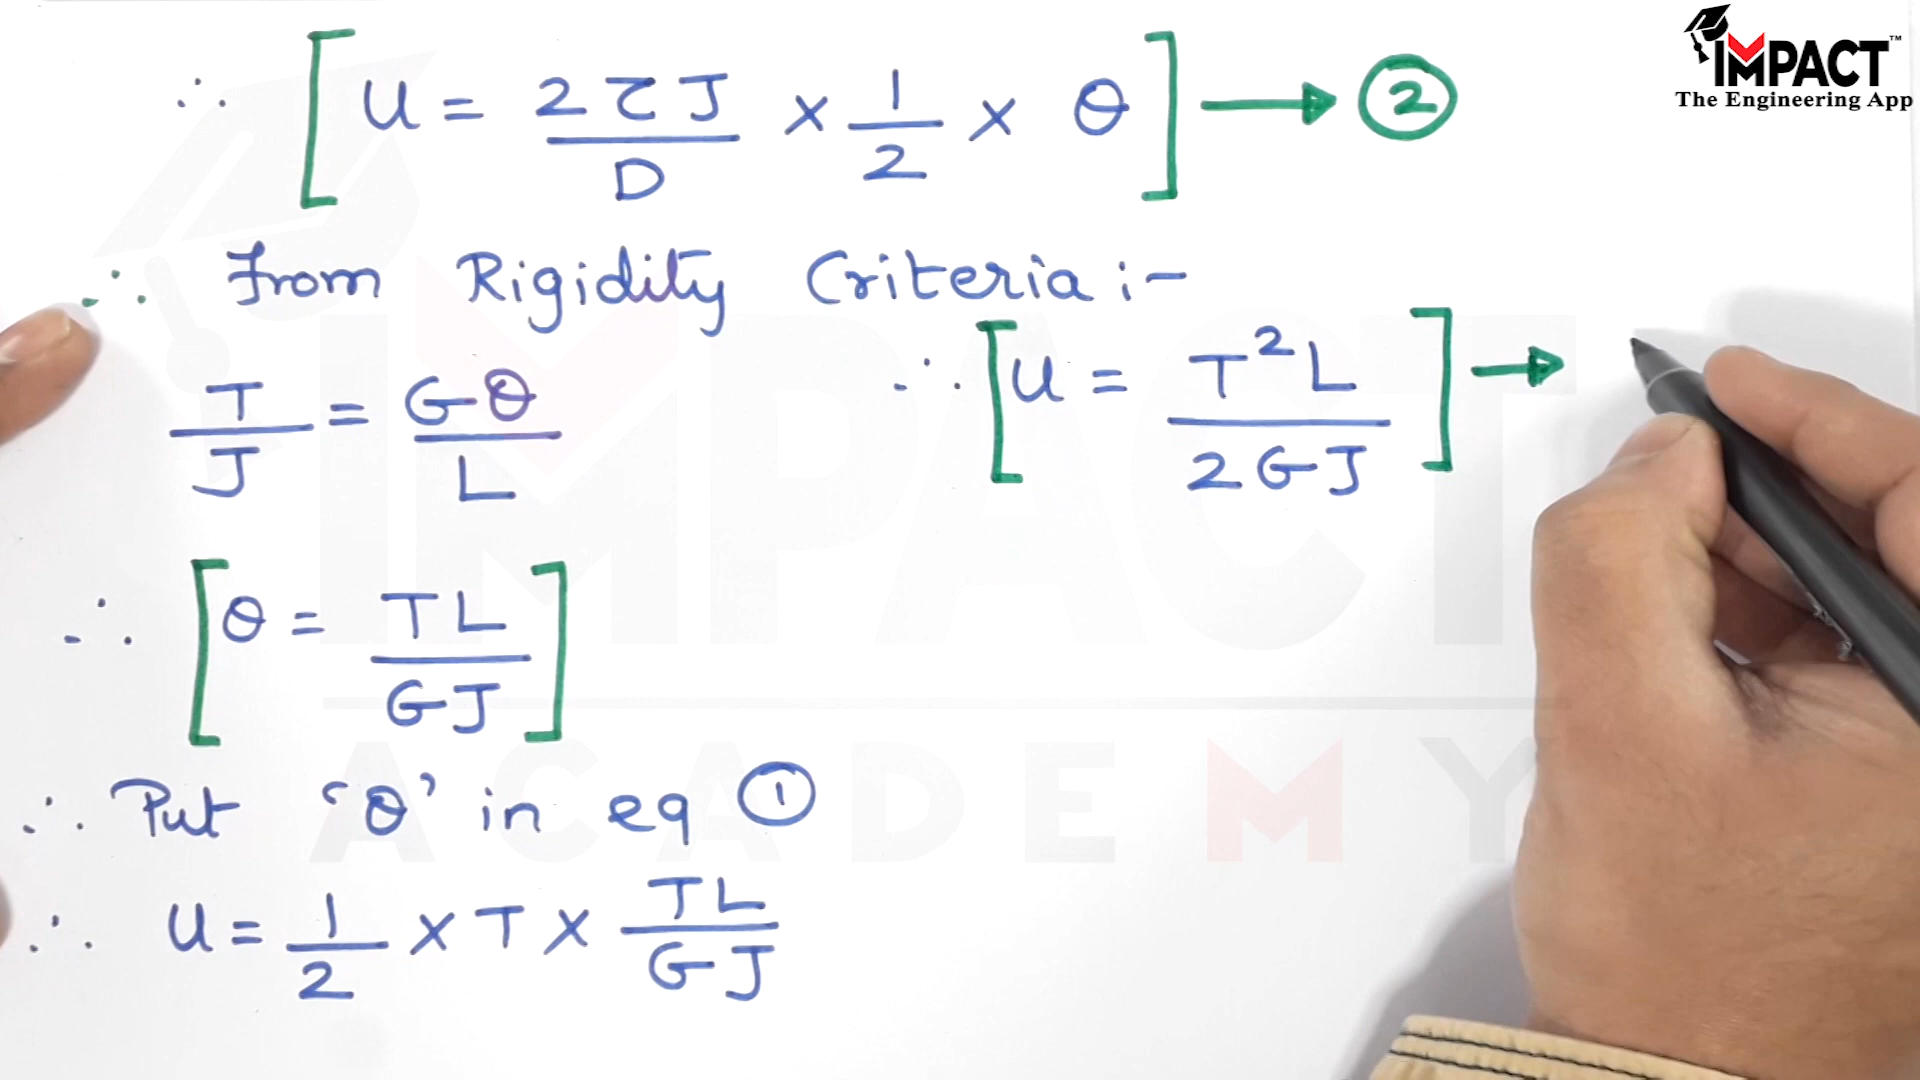 ∴ [U = 2τJ/D × 1/2 × θ] → ②
IMPACT™
The Engineering App
∴ From Rigidity Criteria :-
T/J = Gθ/L
∴ [U = T²L/2GJ] →
∴ [θ = TL/GJ]
∴ Put 'θ' in eq ①
∴ U = 1/2 × T × TL/GJ
IMPACT
ACADEMY